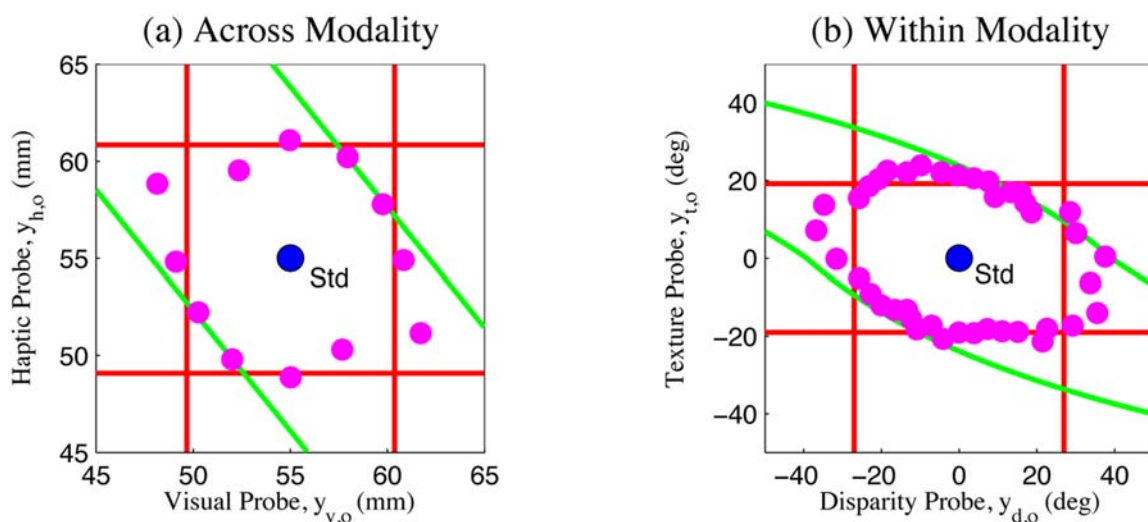 (a) Across Modality
65
60
55
50
45
Haptic Probe, y_h,o (mm)
Std
45 50 55 60 65
Visual Probe, y_v,o (mm)
(b) Within Modality
40
20
0
−20
−40
Texture Probe, y_t,o (deg)
Std
−40 −20 0 20 40
Disparity Probe, y_d,o (deg)